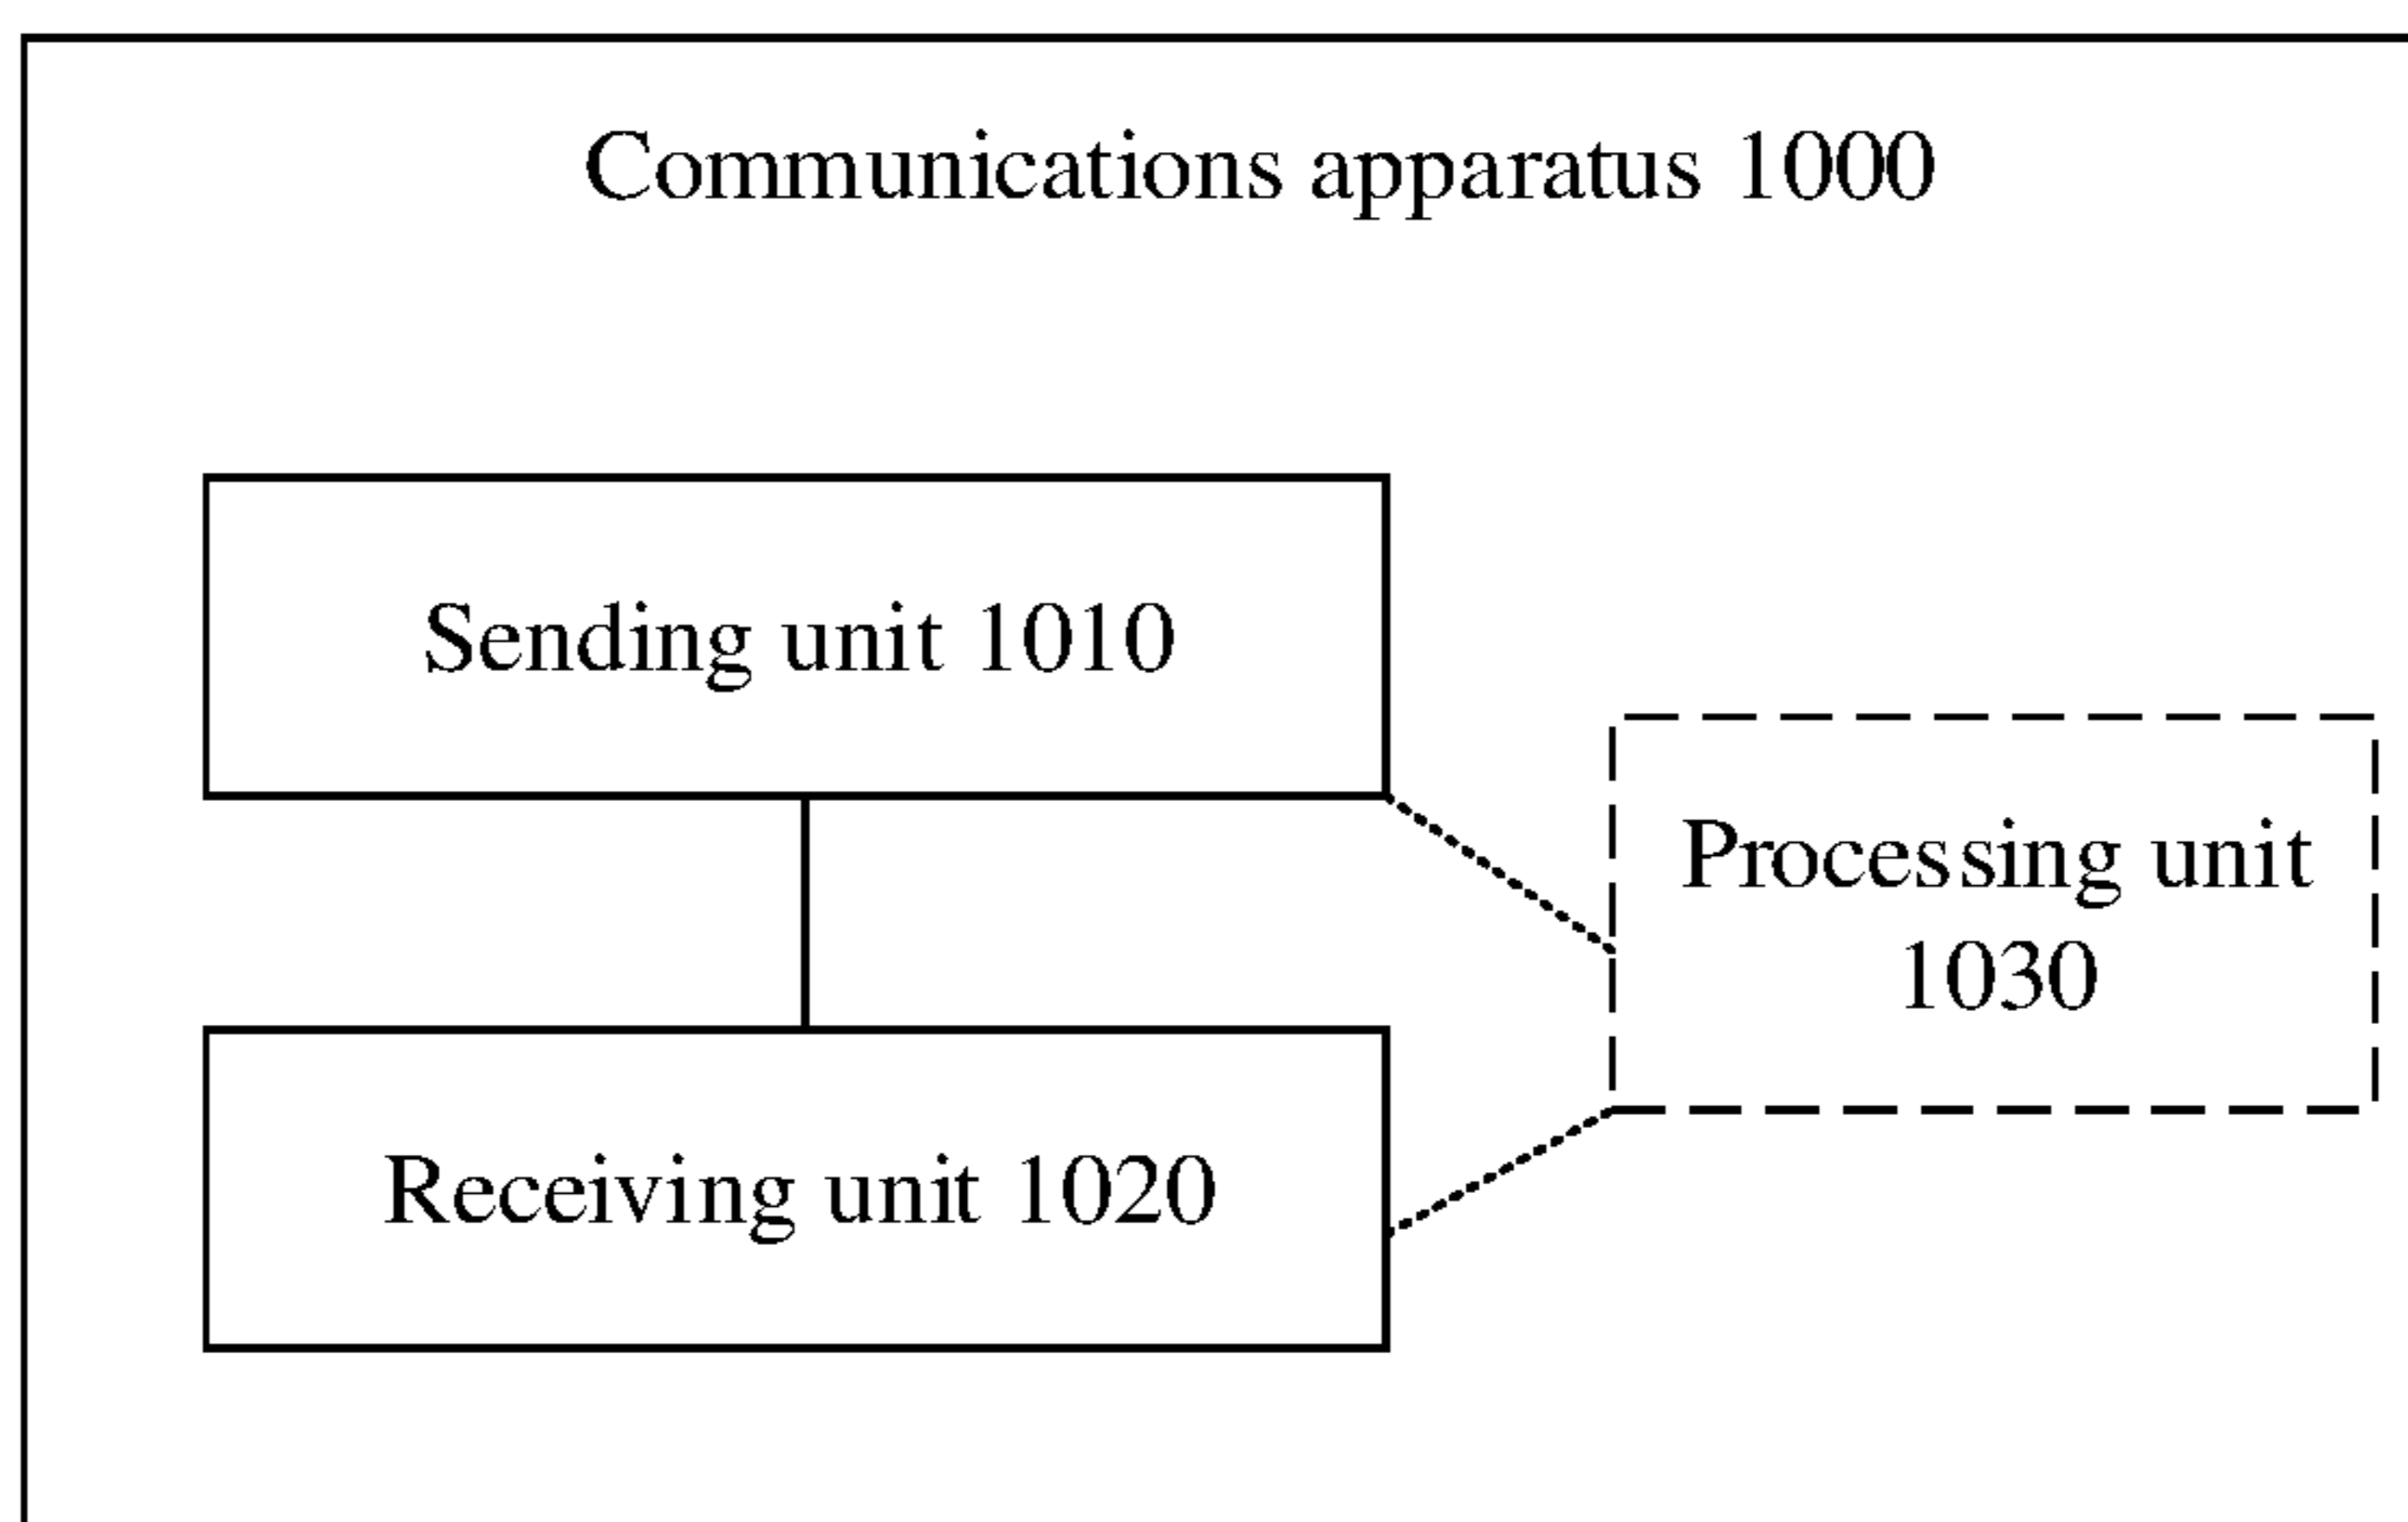 Communications apparatus 1000
Sending unit 1010
Processing unit
1030
Receiving unit 1020